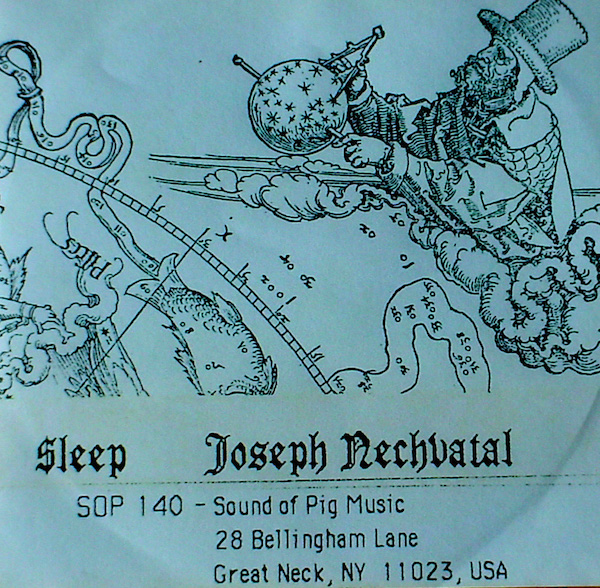 Sleep Joseph Nechvatal
SOP 140 - Sound of Pig Music
28 Bellingham Lane
Great Neck, NY 11023, USA